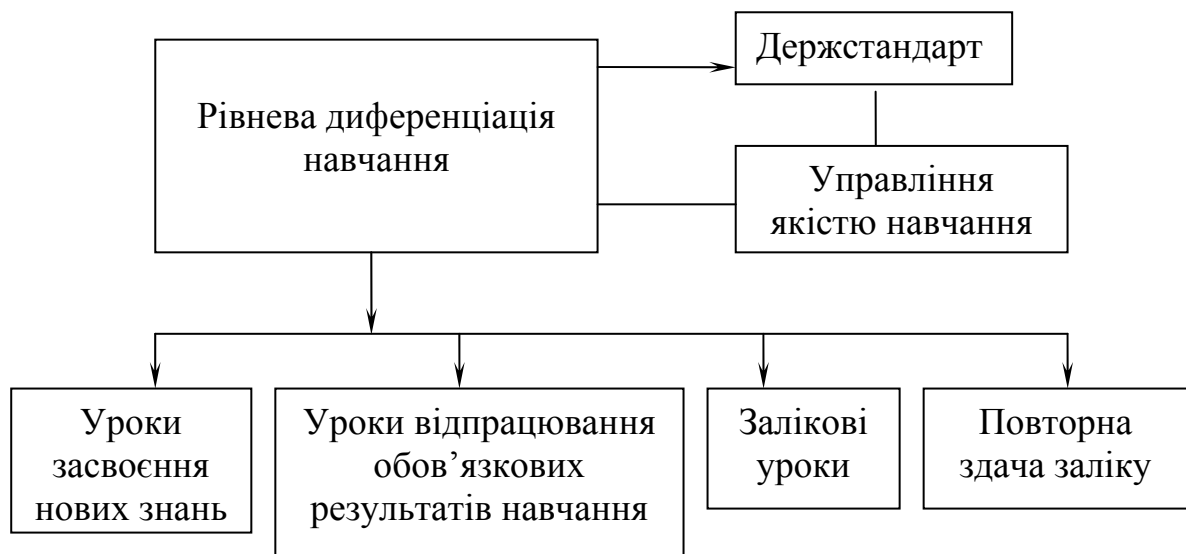 Держстандарт
Рівнева диференціація
навчання
Управління
якістю навчання
Уроки
засвоєння
нових знань
Уроки відпрацювання
обов’язкових
результатів навчання
Залікові
уроки
Повторна
здача заліку